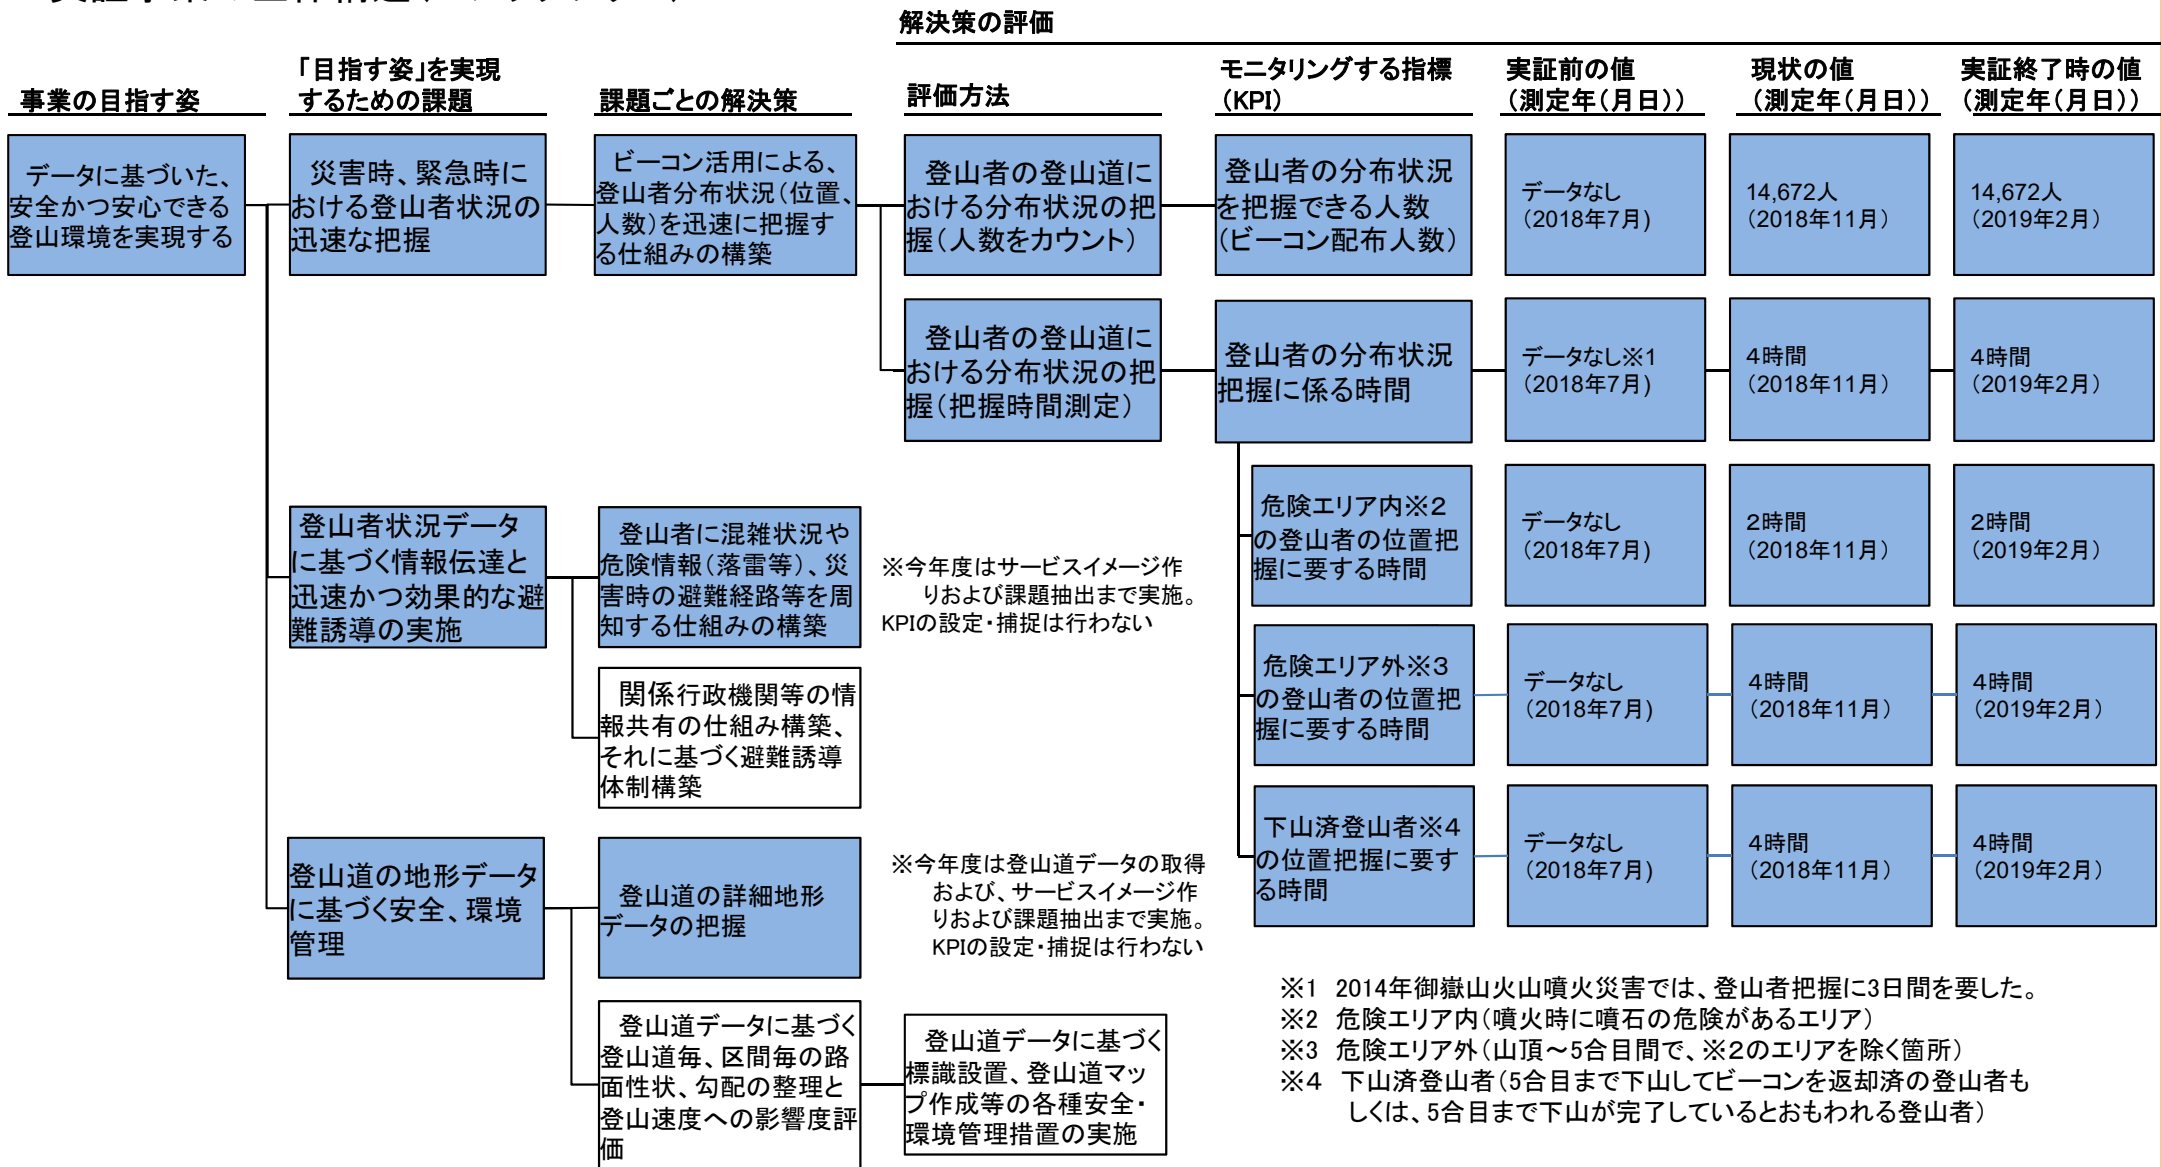 解決策の評価
事業の目指す姿
「目指す姿」を実現
するための課題
課題ごとの解決策
評価方法
モニタリングする指標
（KPI）
実証前の値
（測定年（月日））
現状の値
（測定年（月日））
実証終了時の値
（測定年（月日））
データに基づいた、
安全かつ安心できる
登山環境を実現する
災害時、緊急時に
おける登山者状況の
迅速な把握
ビーコン活用による、
登山者分布状況（位置、
人数）を迅速に把握す
る仕組みの構築
登山者の登山道に
おける分布状況の把
握（人数をカウント）
登山者の分布状況
を把握できる人数
（ビーコン配布人数）
データなし
（2018年7月）
14,672人
（2018年11月）
14,672人
（2019年2月）
登山者の登山道に
おける分布状況の把
握（把握時間測定）
登山者の分布状況
把握に係る時間
データなし※1
（2018年7月）
4時間
（2018年11月）
4時間
（2019年2月）
危険エリア内※2
の登山者の位置把
握に要する時間
データなし
（2018年7月）
2時間
（2018年11月）
2時間
（2019年2月）
登山者状況データ
に基づく情報伝達と
迅速かつ効果的な避
難誘導の実施
登山者に混雑状況や
危険情報（落雷等）、災
害時の避難経路等を周
知する仕組みの構築
※今年度はサービスイメージ作
りおよび課題抽出まで実施。
KPIの設定・捕捉は行わない
危険エリア外※3
の登山者の位置把
握に要する時間
データなし
（2018年7月）
4時間
（2018年11月）
4時間
（2019年2月）
関係行政機関等の情
報共有の仕組み構築、
それに基づく避難誘導
体制構築
下山済登山者※4
の位置把握に要す
る時間
データなし
（2018年7月）
4時間
（2018年11月）
4時間
（2019年2月）
登山道の地形データ
に基づく安全、環境
管理
登山道の詳細地形
データの把握
※今年度は登山道データの取得
および、サービスイメージ作
りおよび課題抽出まで実施。
KPIの設定・捕捉は行わない
登山道データに基づく
登山道毎、区間毎の路
面性状、勾配の整理と
登山速度への影響度評
価
登山道データに基づく
標識設置、登山道マッ
プ作成等の各種安全・
環境管理措置の実施
※1 2014年御嶽山火山噴火災害では、登山者把握に3日間を要した。
※2 危険エリア内（噴火時に噴石の危険があるエリア）
※3 危険エリア外（山頂～5合目間で、※2のエリアを除く箇所）
※4 下山済登山者（5合目まで下山してビーコンを返却済の登山者も
しくは、5合目まで下山が完了しているとおもわれる登山者）